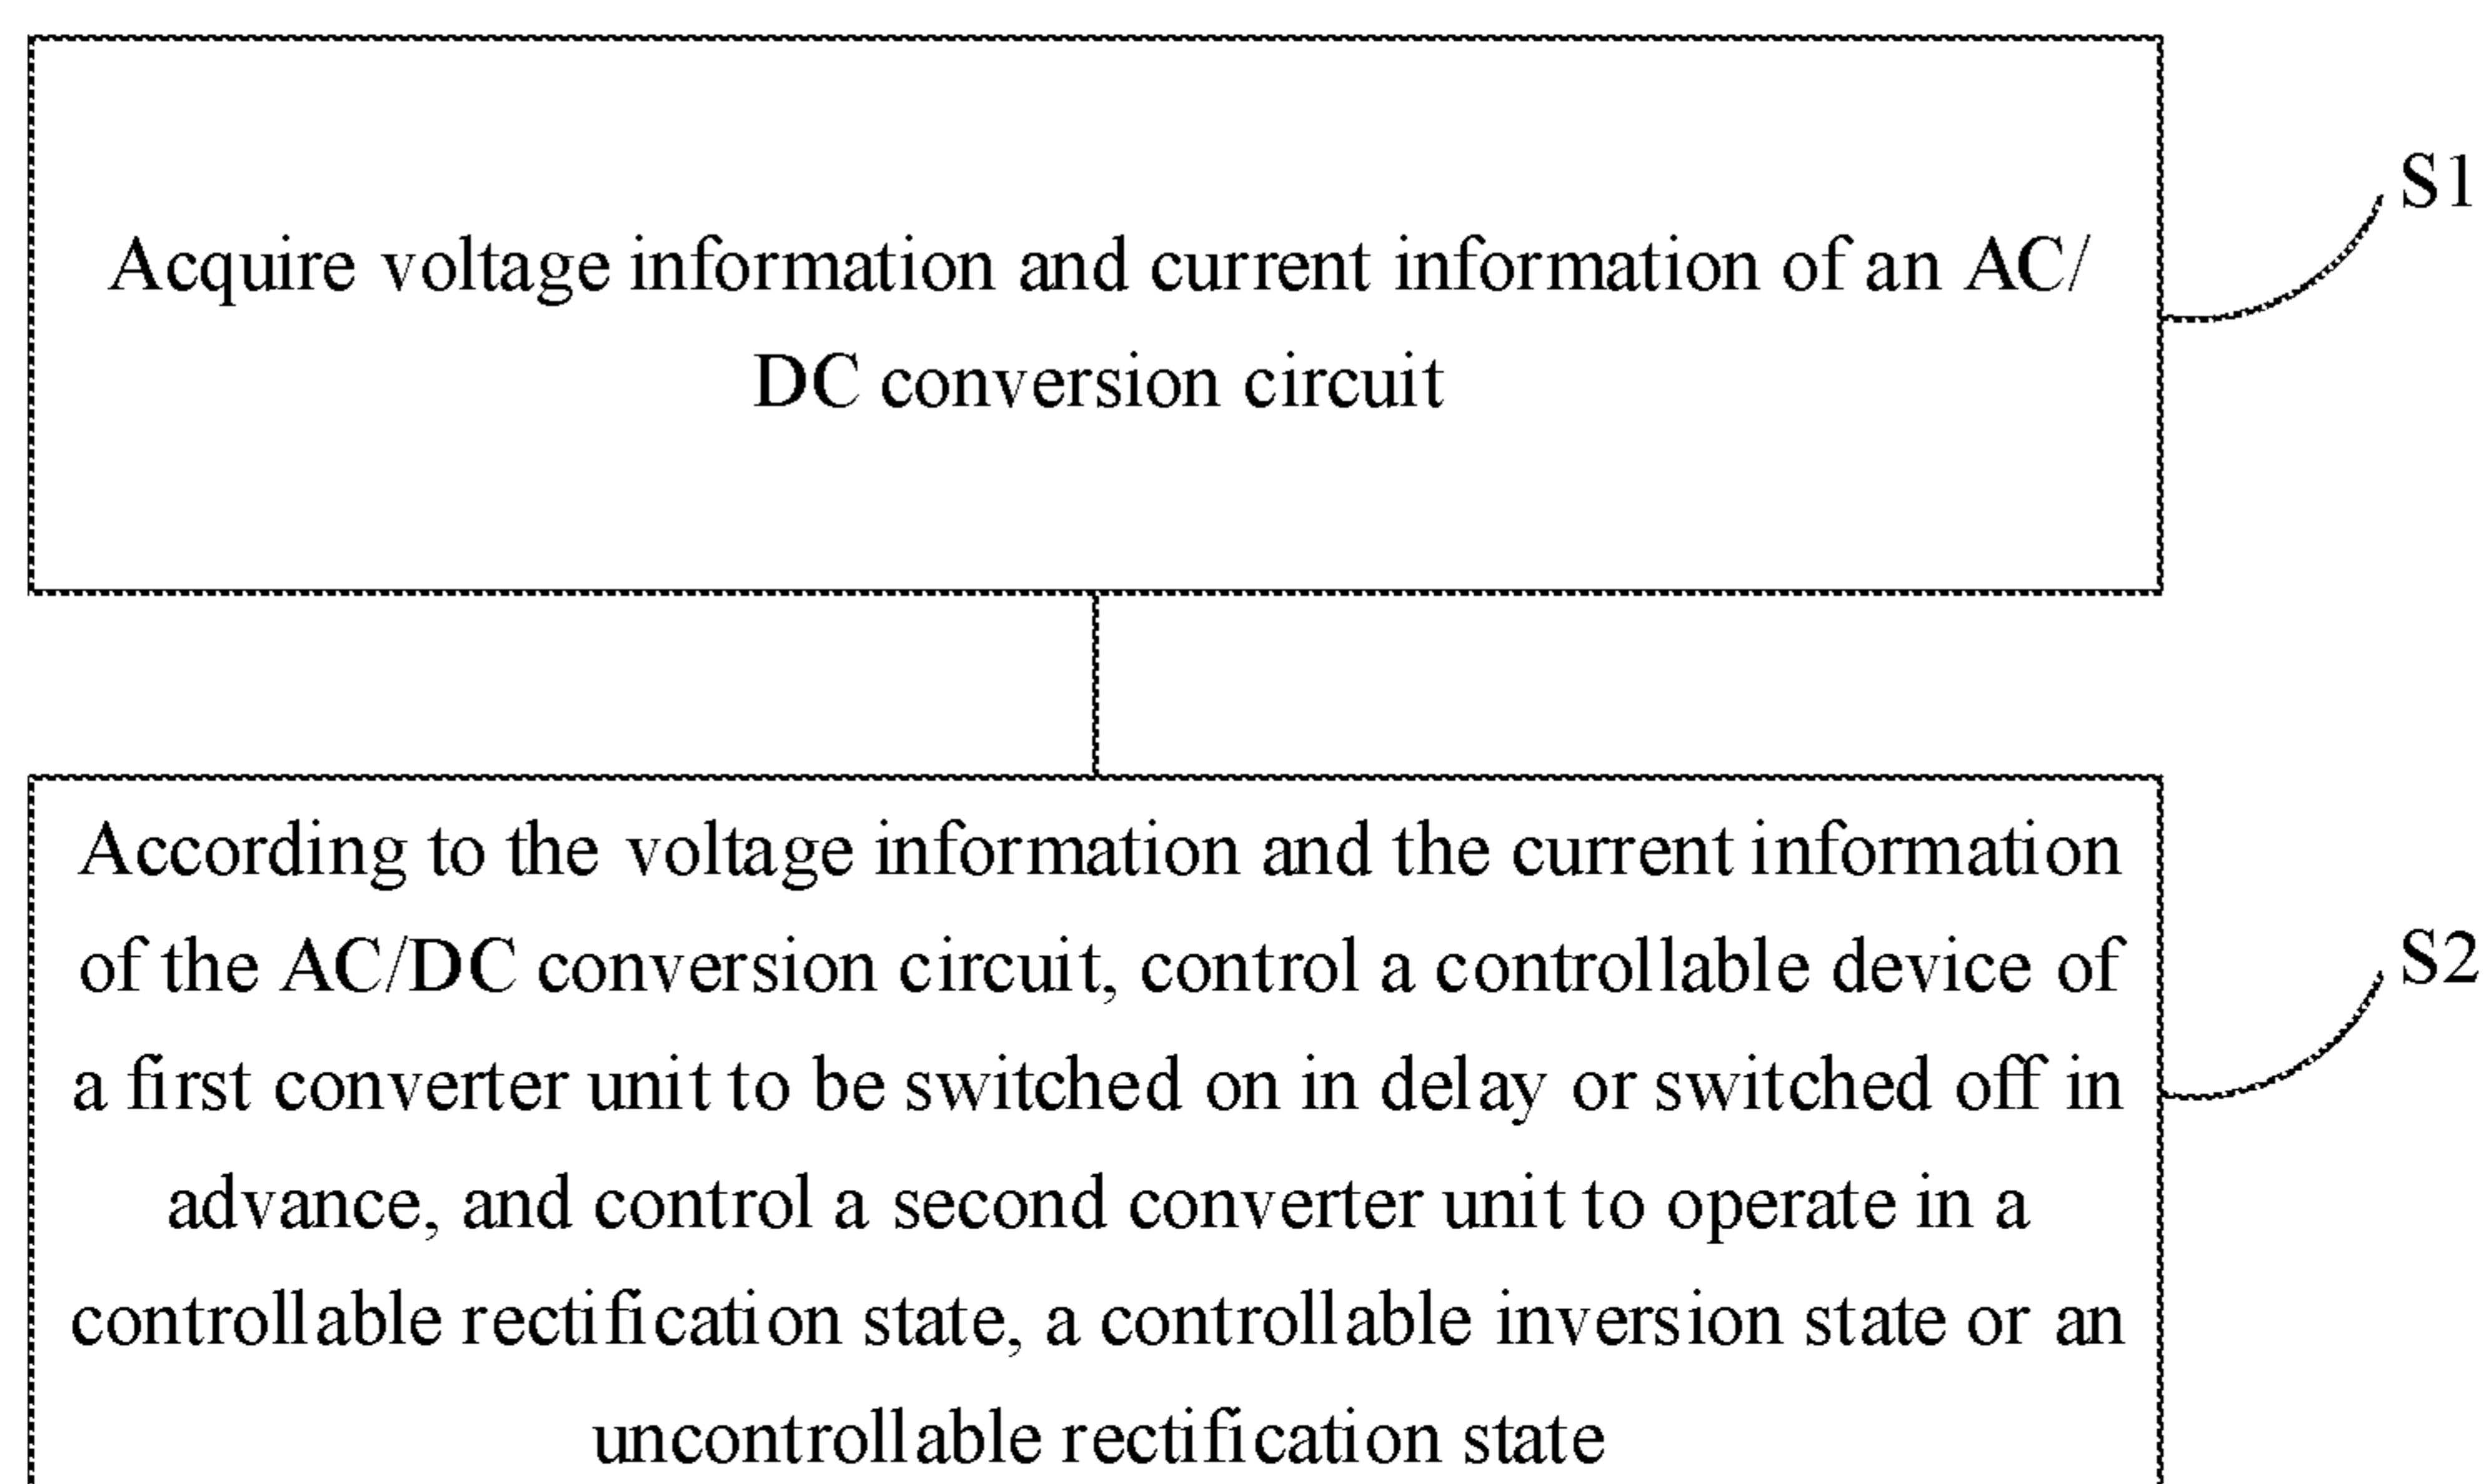 S1
Acquire voltage information and current information of an AC/
DC conversion circuit
According to the voltage information and the current information
of the AC/DC conversion circuit, control a controllable device of
S2
a first converter unit to be switched on in delay or switched off in
advance, and control a second converter unit to operate in a
controllable rectification state, a controllable inversion state or an
uncontrollable rectification state